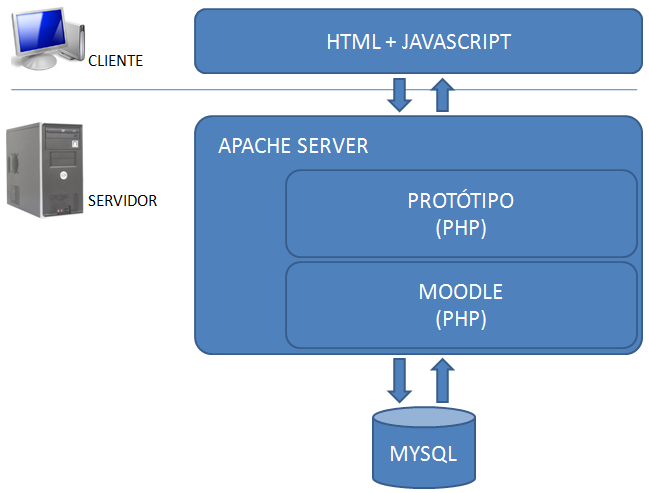 HTML + JAVASCRIPT
CLIENTE
APACHE SERVER
PROTÓTIPO
(PHP)
SERVIDOR
MOODLE
(PHP)
MYSQL